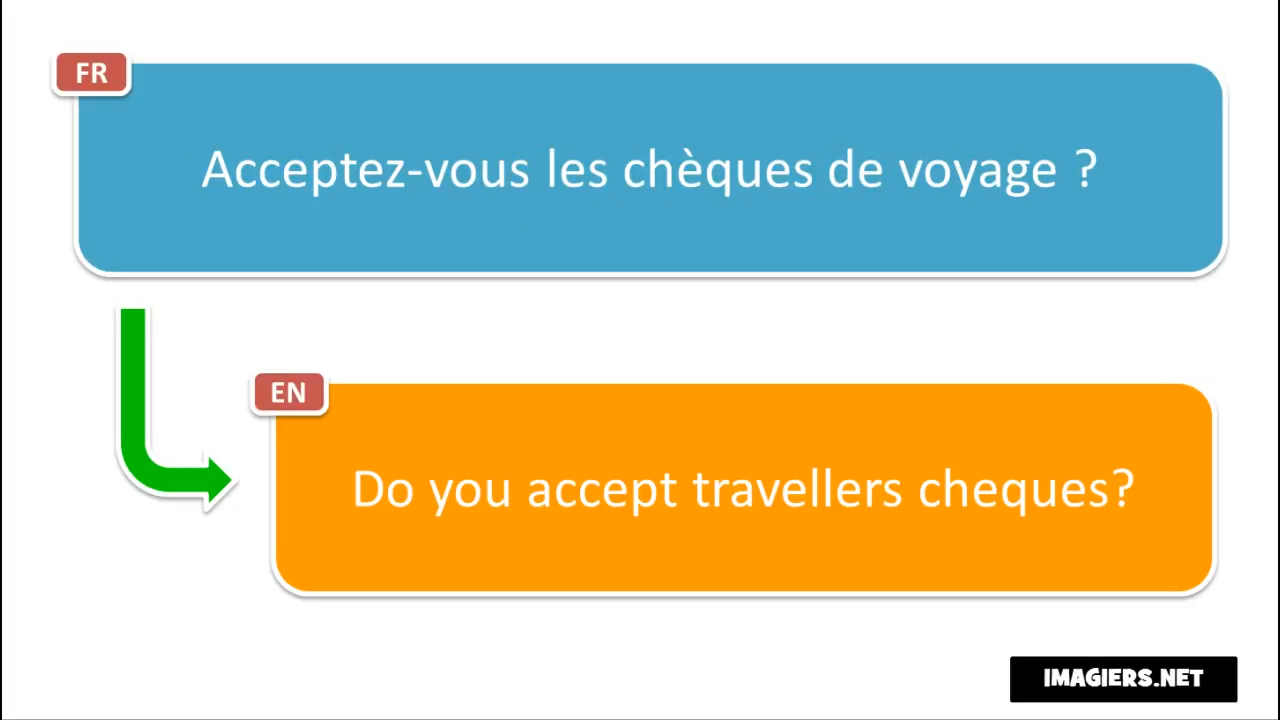 FR
Acceptez-vous les chèques de voyage ?
EN
Do you accept travellers cheques?
IMAGIERS.NET